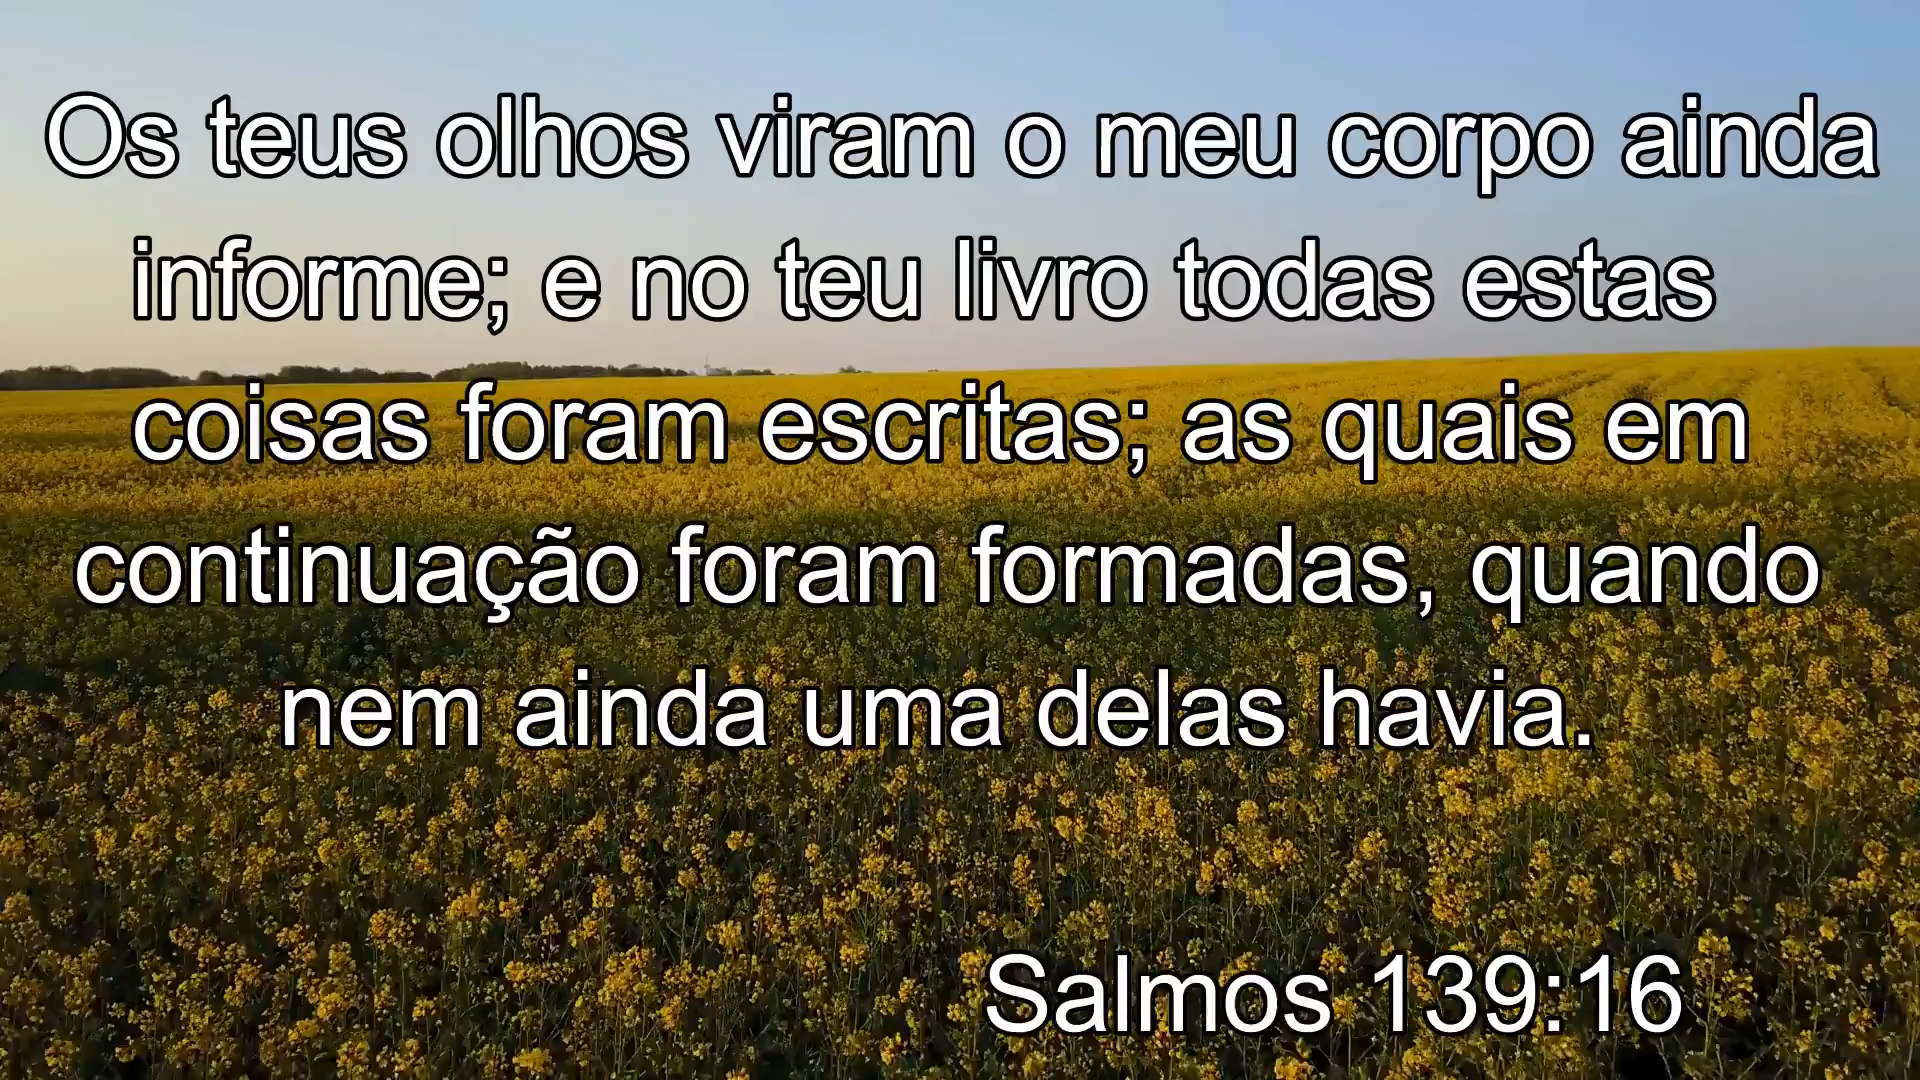 Os teus olhos viram o meu corpo ainda
informe; e no teu livro todas estas
coisas foram escritas; as quais em
continuação foram formadas, quando
nem ainda uma delas havia.
Salmos 139:16